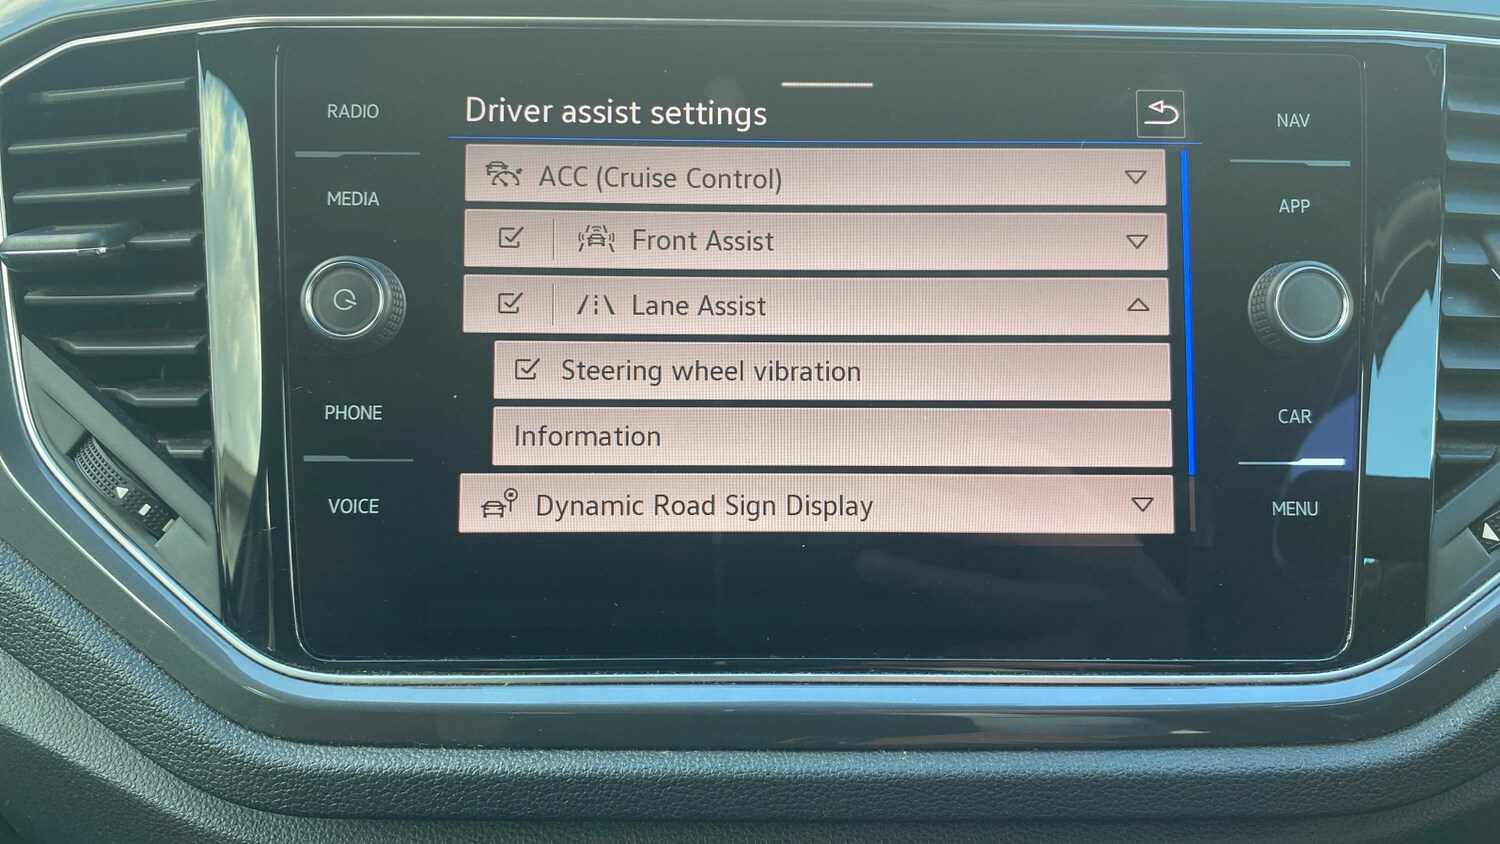 RADIO
MEDIA
PHONE
VOICE
Driver assist settings
ACC (Cruise Control)
Front Assist
Lane Assist
Steering wheel vibration
Information
Dynamic Road Sign Display
NAV
APP
CAR
MENU